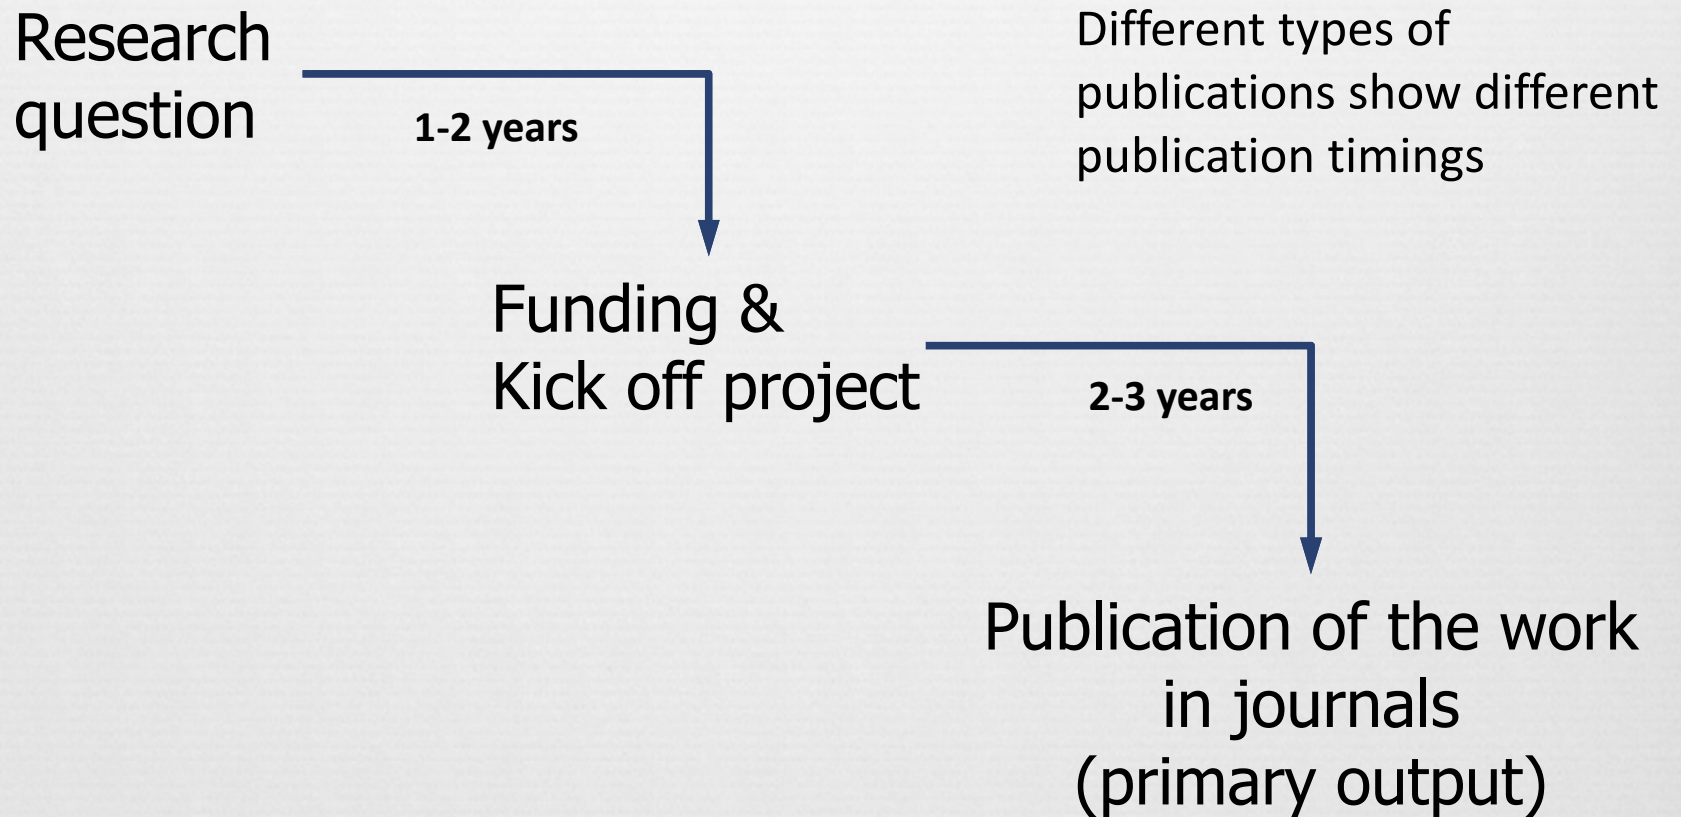 Research
question
1-2 years
Different types of
publications show different
publication timings
Funding &
Kick off project
2-3 years
Publication of the work
in journals
(primary output)